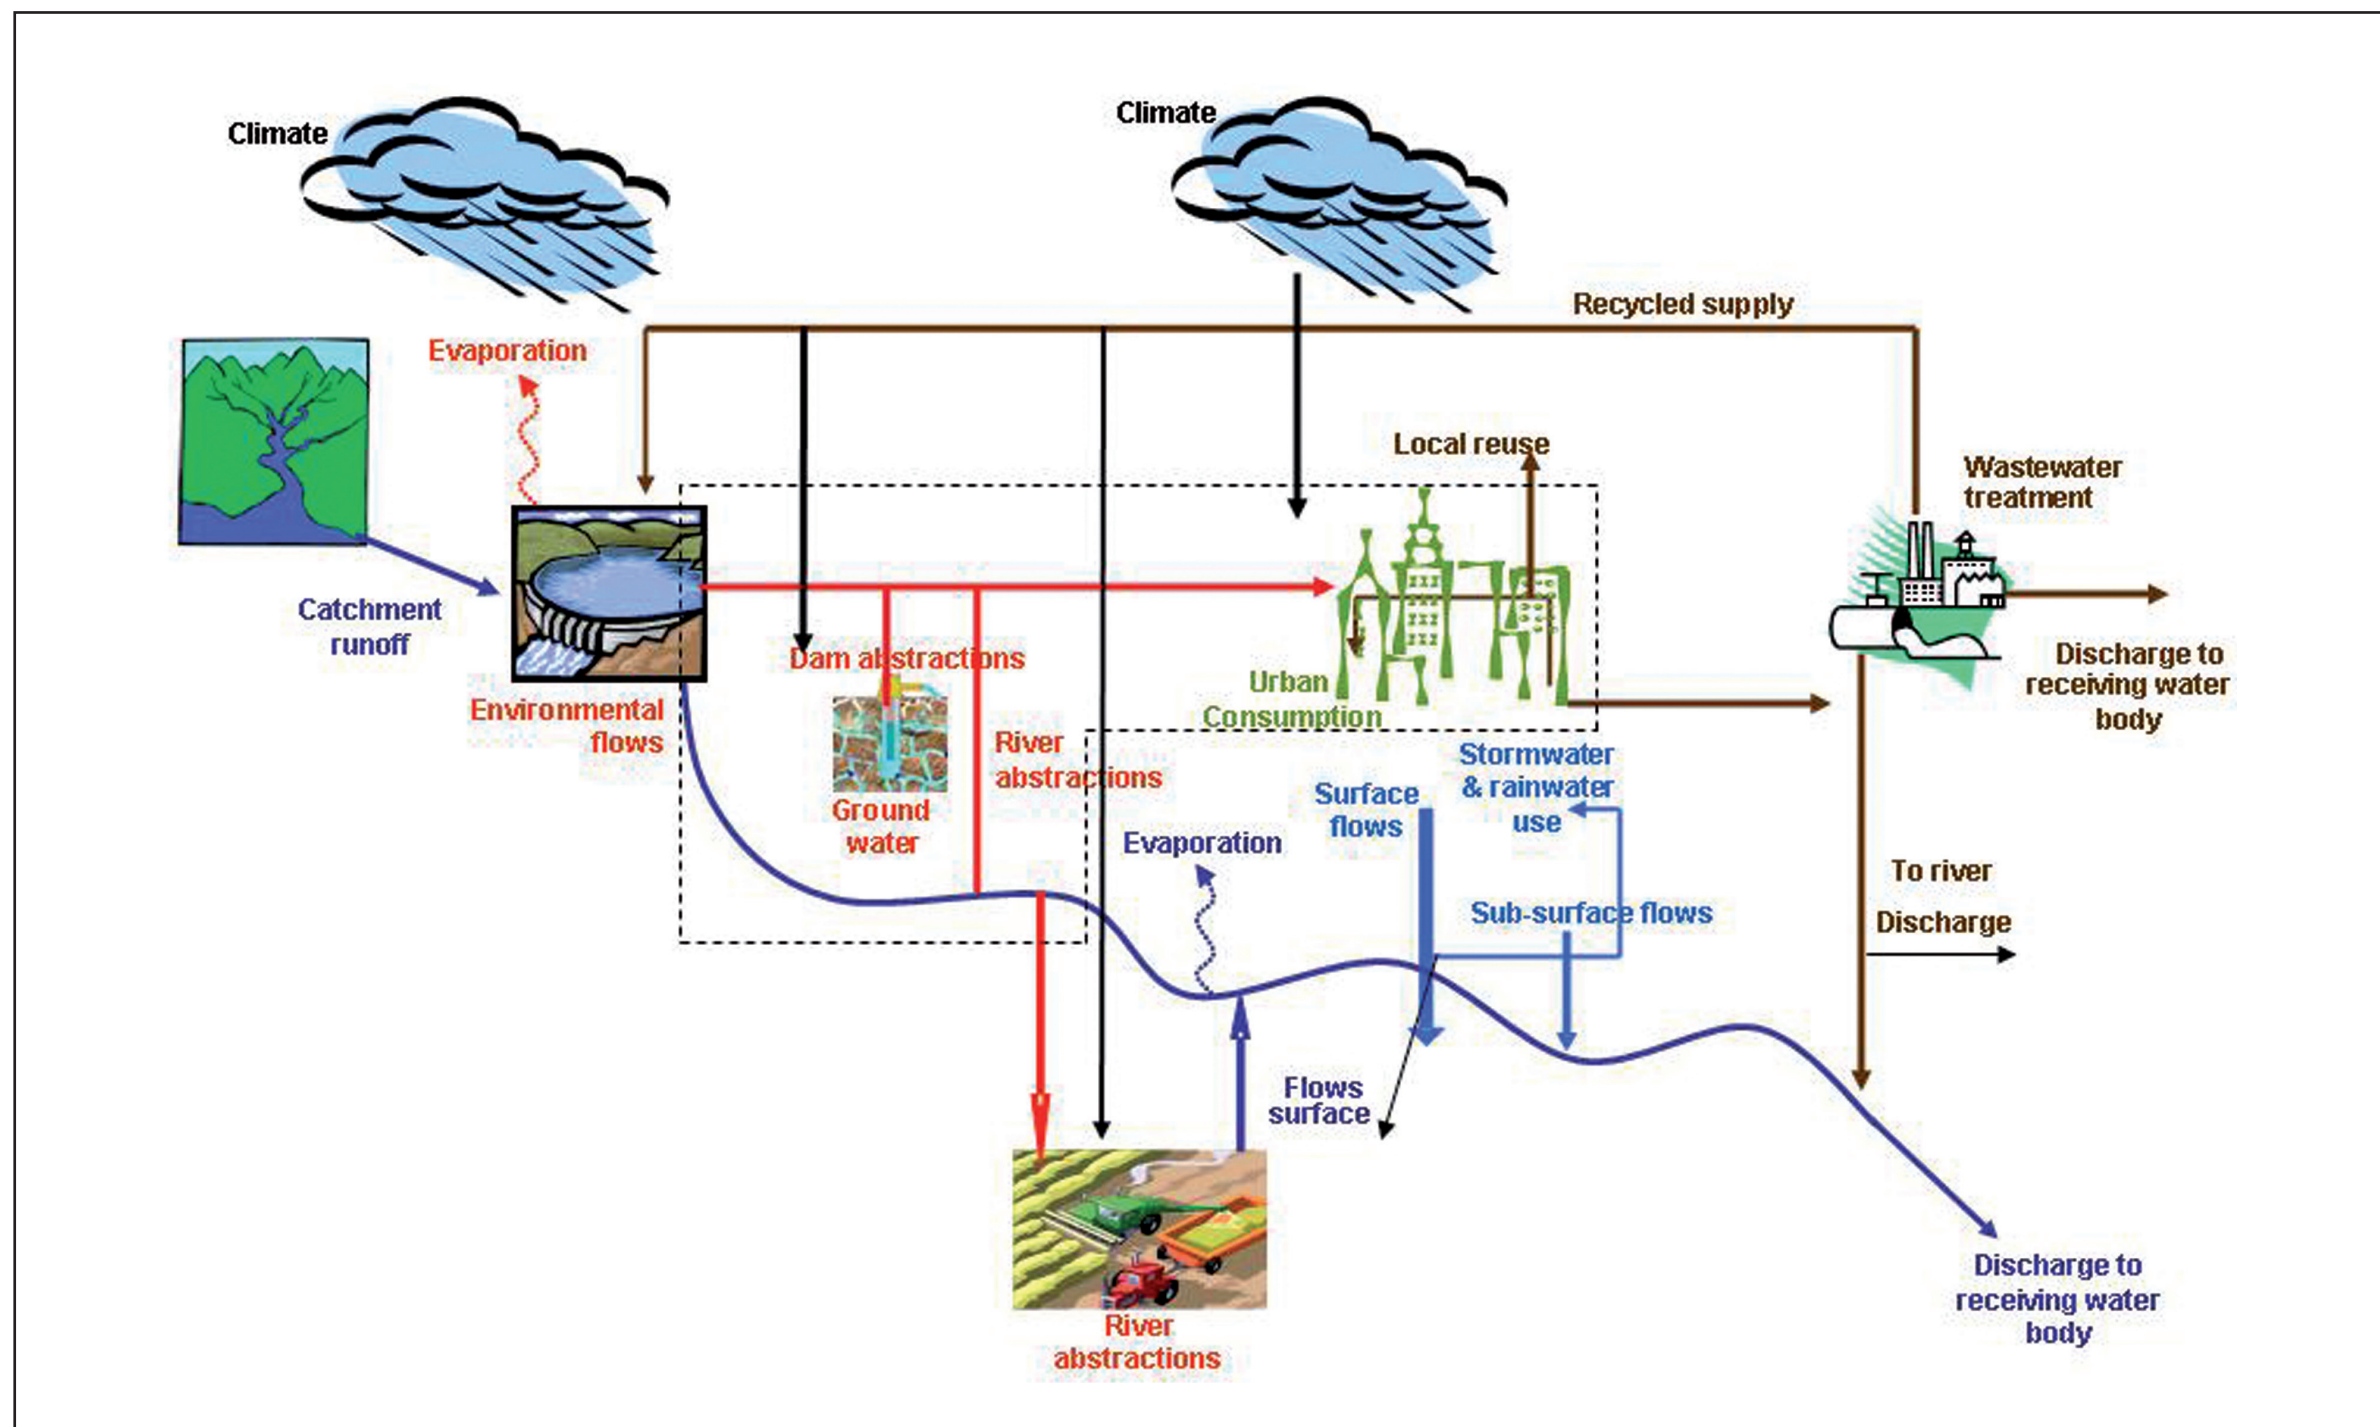 Climate
Climate
Recycled supply
Evaporation
Local reuse
Wastewater
treatment
Catchment
runoff
Dam abstractions
Environmental
flows
Urban
Consumption
Discharge to
receiving water
body
River
abstractions
Ground
water
Stormwater
& rainwater
use
Surface
flows
Evaporation
Sub-surface flows
To river
Discharge
Flows
surface
Discharge to
receiving water
body
River
abstractions